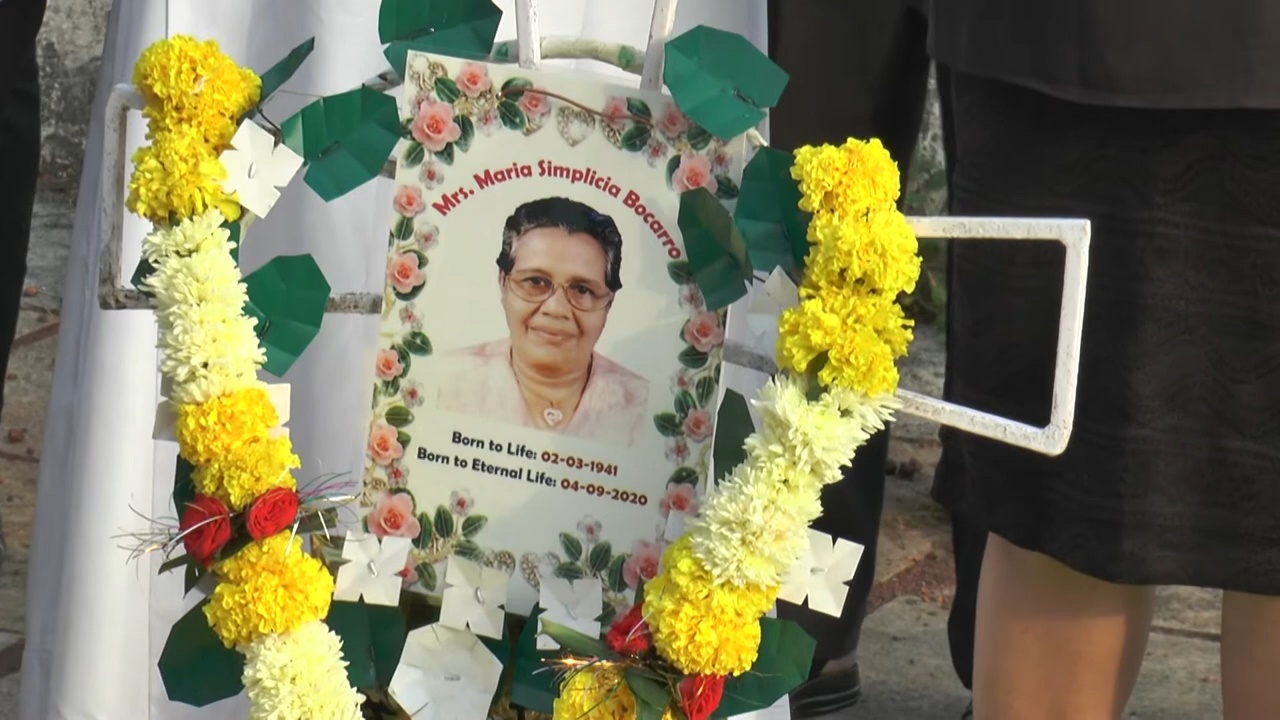 Mrs. Maria Simplicia Bocarro
Born to Life: 02-03-1941
Born to Eternal Life: 04-09-2020